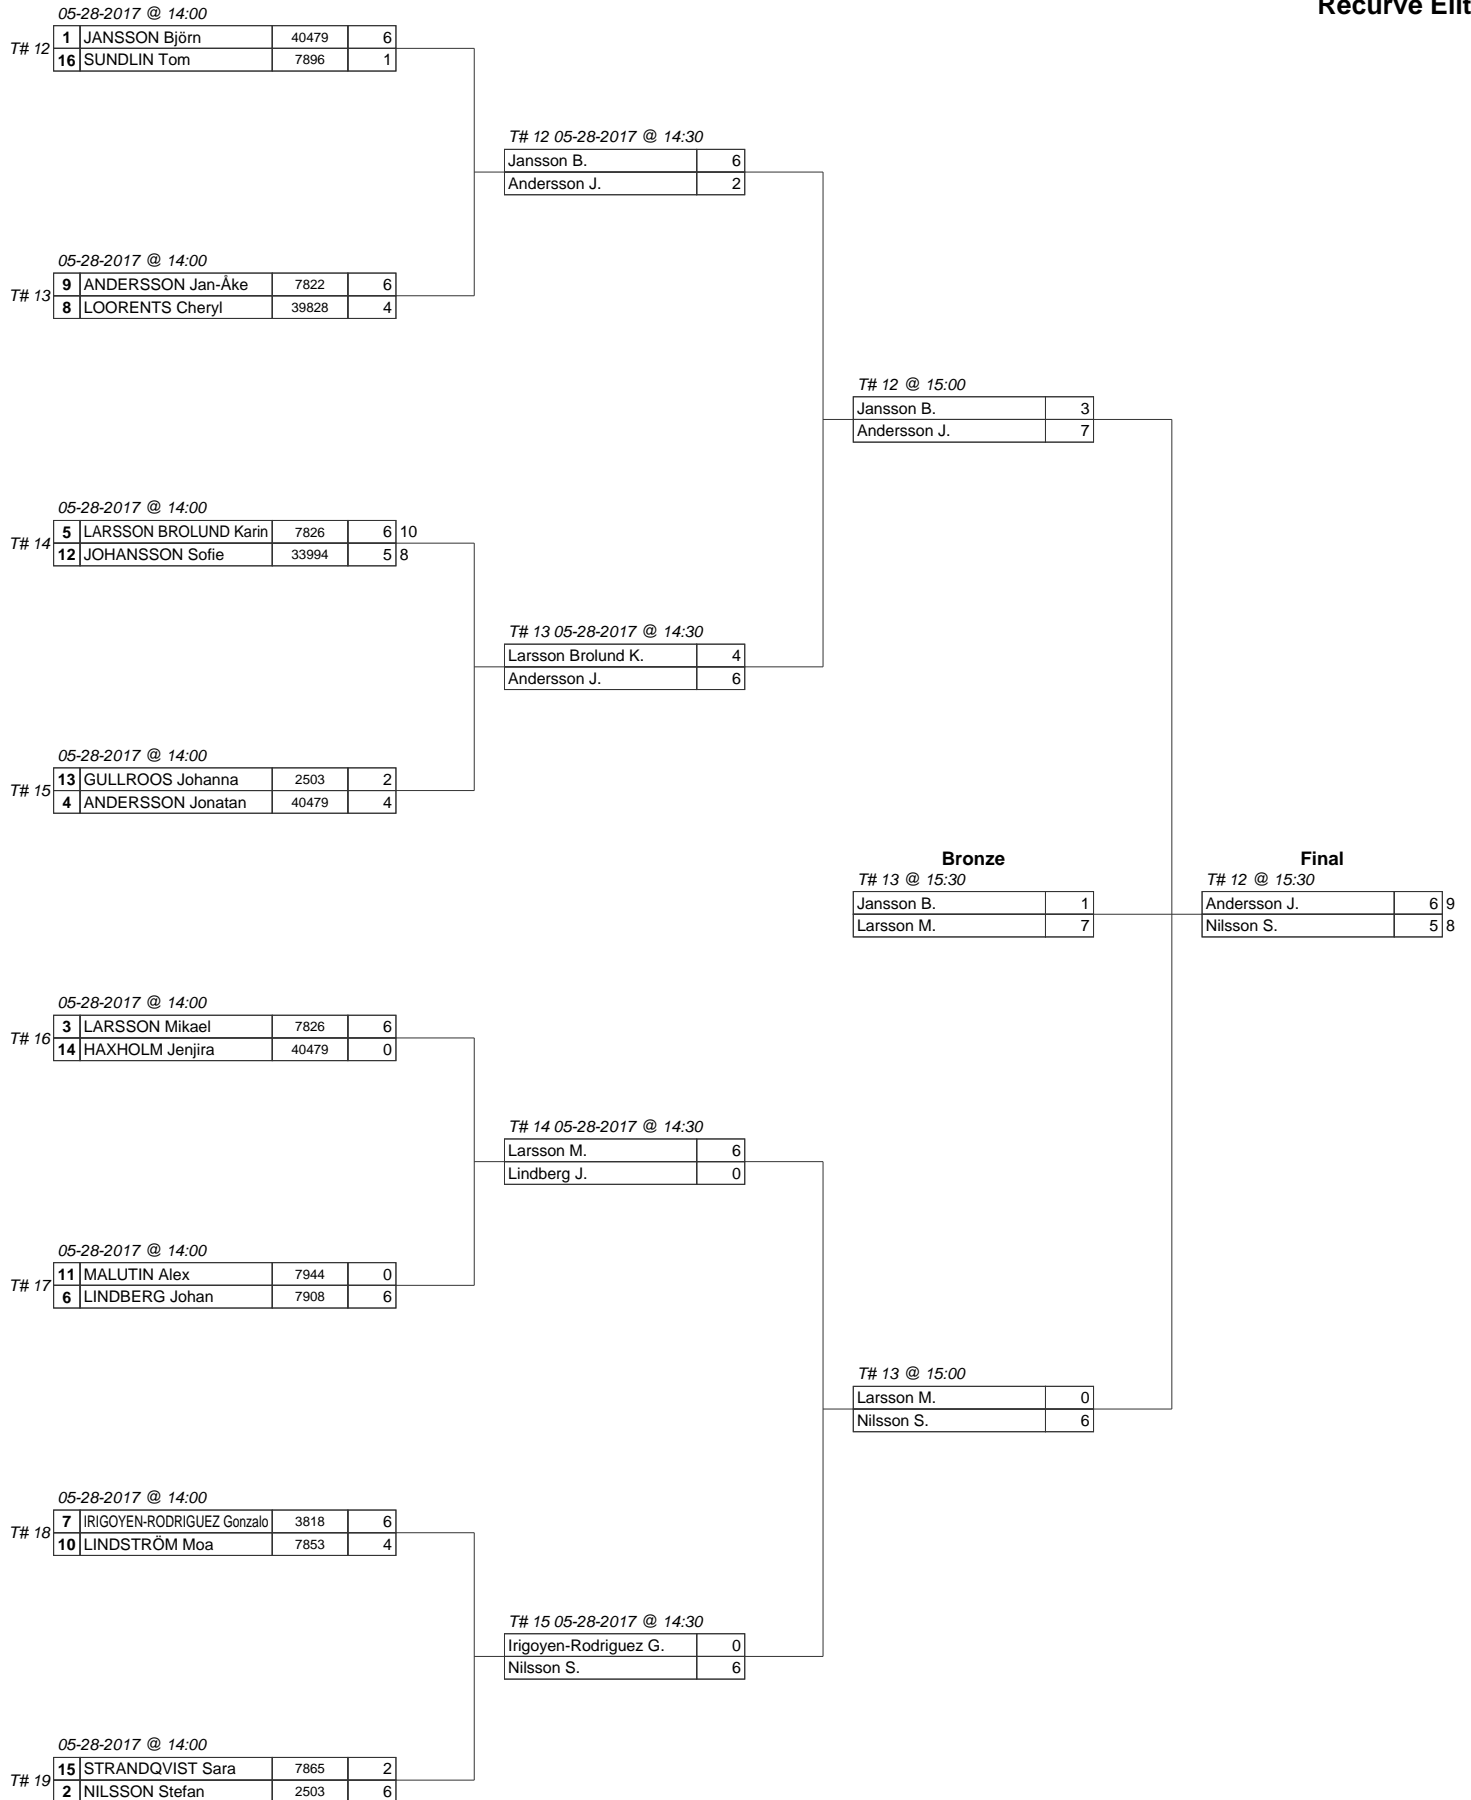 Recurve Elit
05-28-2017 @ 14:00
T# 12
1 JANSSON Björn 40479 6
16 SUNDLIN Tom 7896 1
T# 12 05-28-2017 @ 14:30
Jansson B. 6
Andersson J. 2
05-28-2017 @ 14:00
T# 13
9 ANDERSSON Jan-Åke 7822 6
8 LOORENTS Cheryl 39828 4
T# 12 @ 15:00
Jansson B. 3
Andersson J. 7
05-28-2017 @ 14:00
T# 14
5 LARSSON BROLUND Karin 7826 6 10
12 JOHANSSON Sofie 33994 5 8
T# 13 05-28-2017 @ 14:30
Larsson Brolund K. 4
Andersson J. 6
05-28-2017 @ 14:00
T# 15
13 GULLROOS Johanna 2503 2
4 ANDERSSON Jonatan 40479 4
Bronze
T# 13 @ 15:30
Jansson B. 1
Larsson M. 7
Final
T# 12 @ 15:30
Andersson J. 6 9
Nilsson S. 5 8
05-28-2017 @ 14:00
T# 16
3 LARSSON Mikael 7826 6
14 HAXHOLM Jenjira 40479 0
T# 14 05-28-2017 @ 14:30
Larsson M. 6
Lindberg J. 0
05-28-2017 @ 14:00
T# 17
11 MALUTIN Alex 7944 0
6 LINDBERG Johan 7908 6
T# 13 @ 15:00
Larsson M. 0
Nilsson S. 6
05-28-2017 @ 14:00
T# 18
7 IRIGOYEN-RODRIGUEZ Gonzalo 3818 6
10 LINDSTRÖM Moa 7853 4
T# 15 05-28-2017 @ 14:30
Irigoyen-Rodriguez G. 0
Nilsson S. 6
05-28-2017 @ 14:00
T# 19
15 STRANDQVIST Sara 7865 2
2 NILSSON Stefan 2503 6